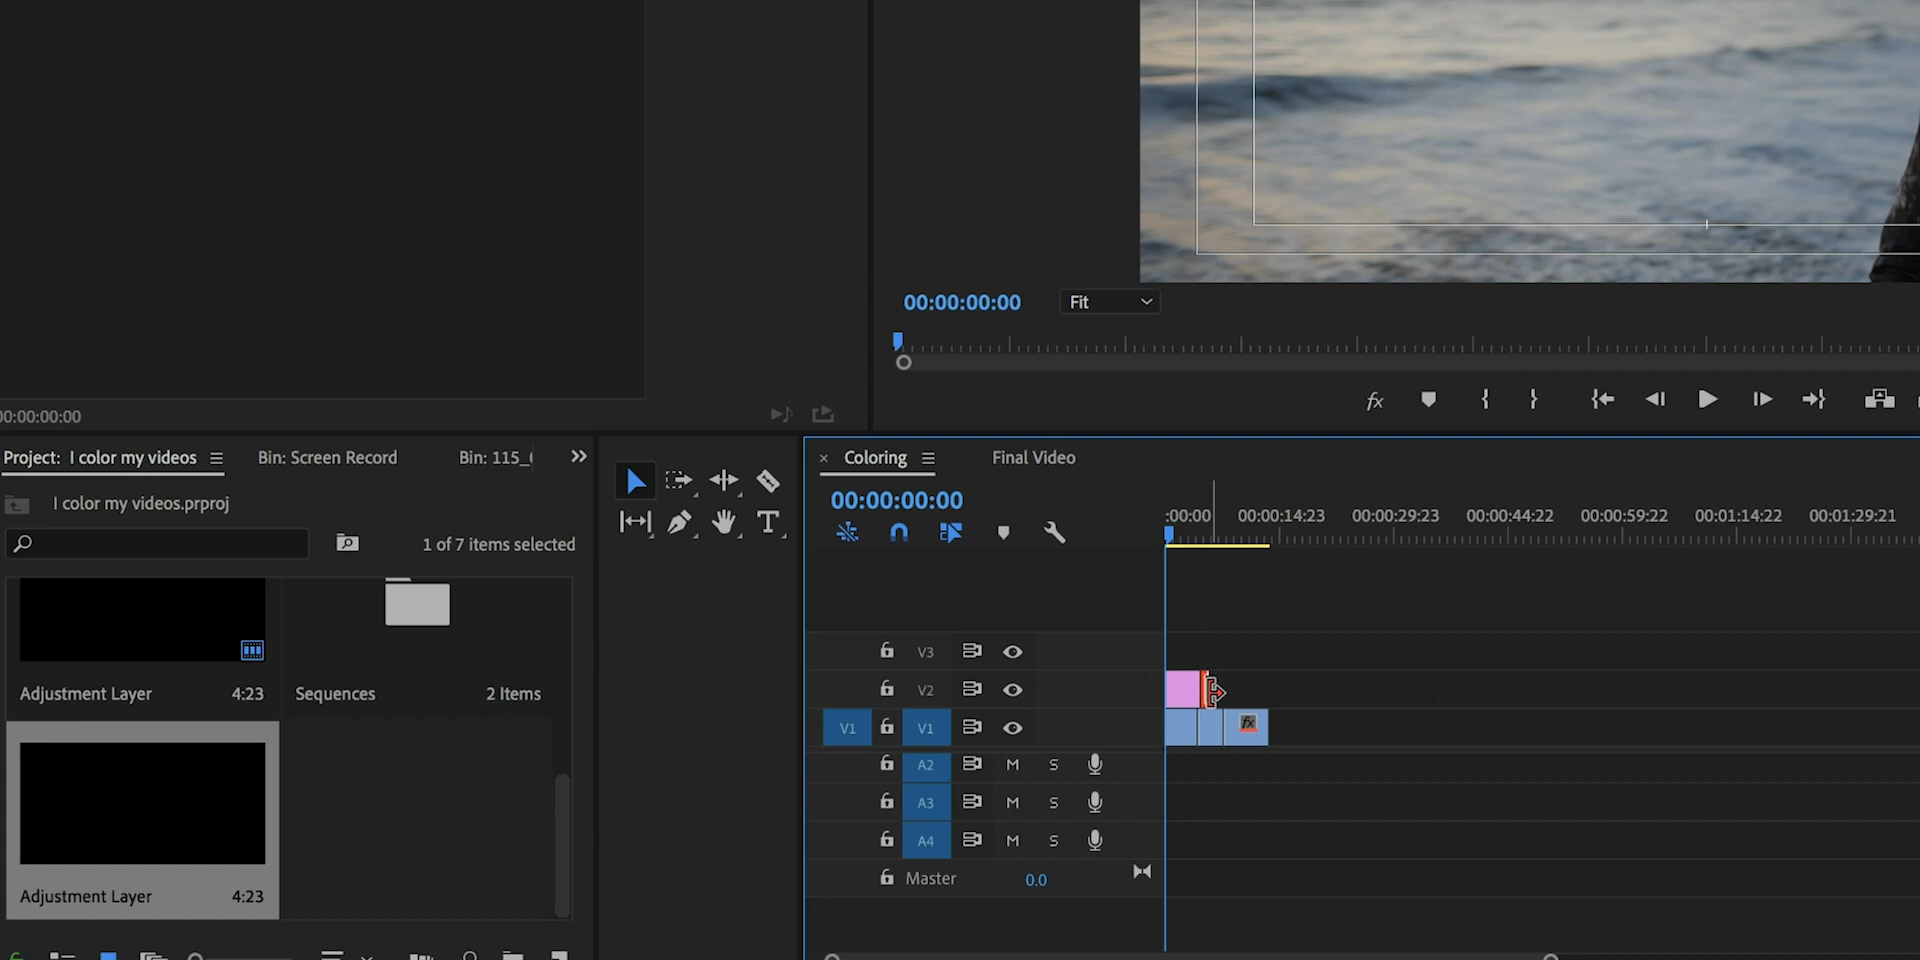 00:00:00:00
Fit
fx
00:00:00:00
Project: I color my videos
Bin: Screen Record
Bin: 115_
I color my videos.prproj
1 of 7 items selected
Adjustment Layer 4:23
Sequences 2 Items
Adjustment Layer 4:23
Coloring
Final Video
00:00:00:00
:00:00 00:00:14:23 00:00:29:23 00:00:44:22 00:00:59:22 00:01:14:22 00:01:29:21
T
V3
V2
V1 V1
fx
A2 M S
A3 M S
A4 M S
Master 0.0